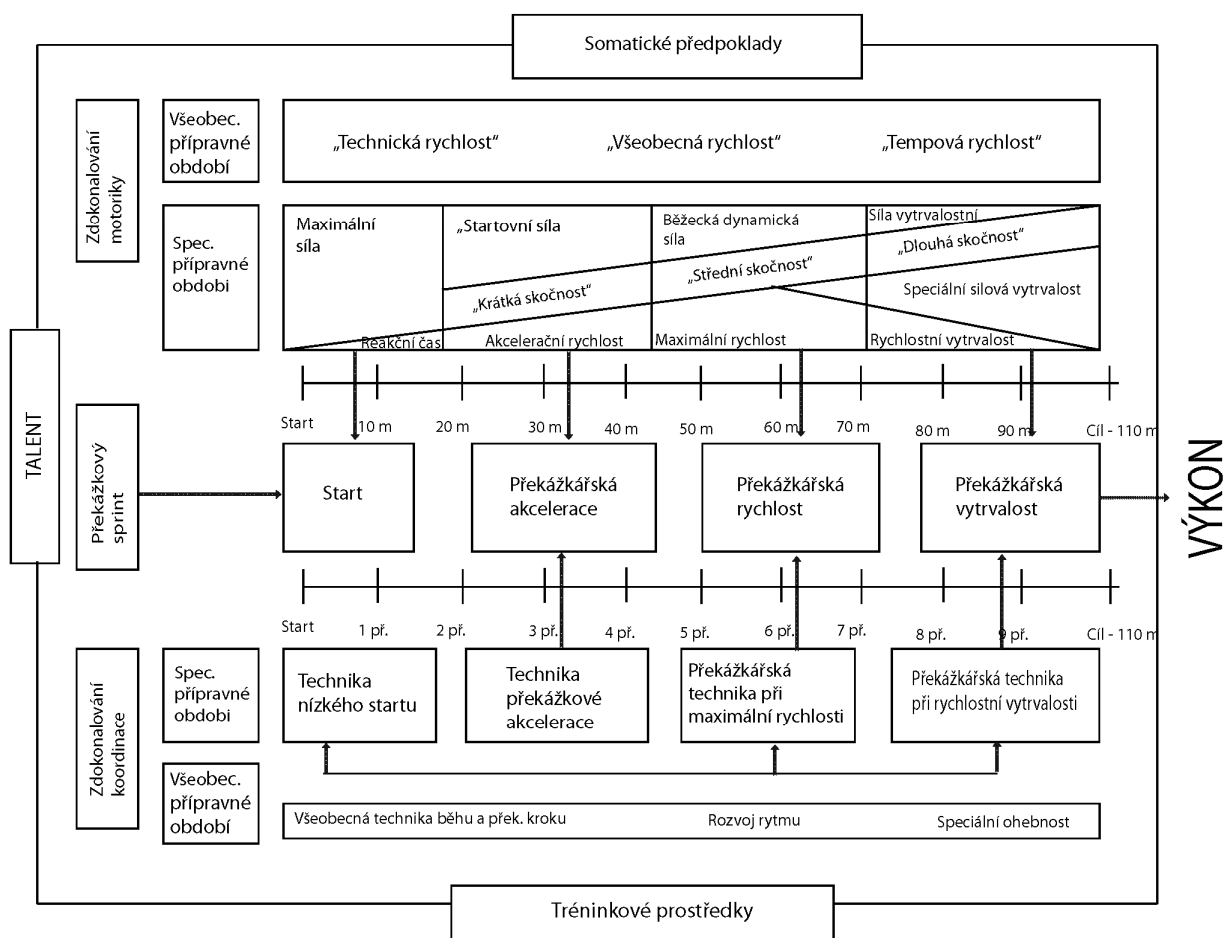 Somatické předpoklady
Zdokonalování
motoriky
Všeobec.
přípravné
období
„Technická rychlost“
„Všeobecná rychlost“
„Tempová rychlost“
Spec.
přípravné
obdobi
Maximální
síla
„Startovní síla
Běžecká dynamická
síla
Síla vytrvalostní
„Krátká skočnost“
„Střední skočnost“
„Dlouhá skočnost“
Speciální silová vytrvalost
Reakční čas
Akcelerační rychlost
Maximální rychlost
Rychlostní vytrvalost
Start
10 m
20 m
30 m
40 m
50 m
60 m
70 m
80 m
90 m
Cíl - 110 m
TALENT
Překážkový
sprint
Start
Překážkářská
akcelerace
Překážkářská
rychlost
Překážkářská
vytrvalost
VÝKON
Start
1 př.
2 př.
3 př.
4 př.
5 př.
6 př.
7 př.
8 př.
9 př.
Cíl - 110 m
Zdokonalování
koordinace
Spec.
přípravné
obdobi
Technika
nízkého startu
Technika
překážkové
akcelerace
Překážkářská
technika při
maximální rychlosti
Překážkářská technika
při rychlostní vytrvalosti
Všeobec.
přípravné
období
Všeobecná technika běhu a přek. kroku
Rozvoj rytmu
Speciální ohebnost
Tréninkové prostředky